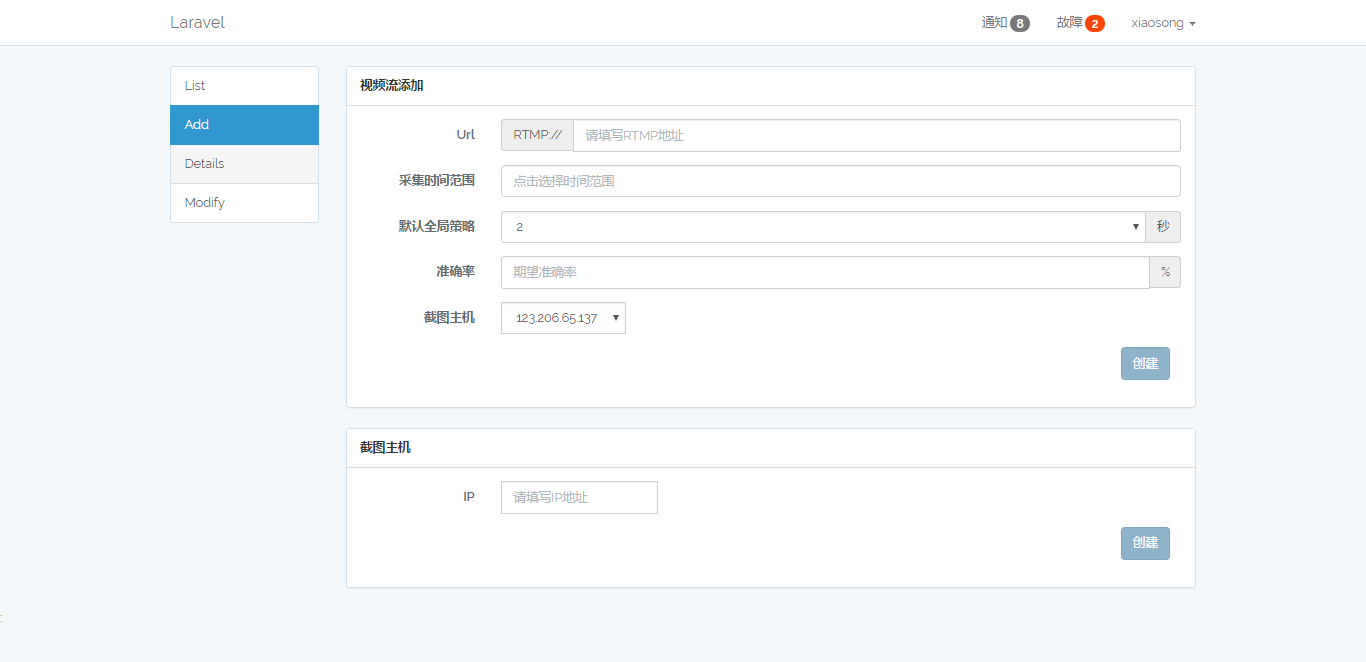 Laravel 通知 8 故障 2 xiaosong
List
Add
Details
Modify
视频流添加
Url RTMP:// 请填写RTMP地址
采集时间范围 点击选择时间范围
默认全局策略 2 秒
准确率 期望准确率 %
截图主机 123.206.65.137
创建
截图主机
IP 请填写IP地址
创建
: